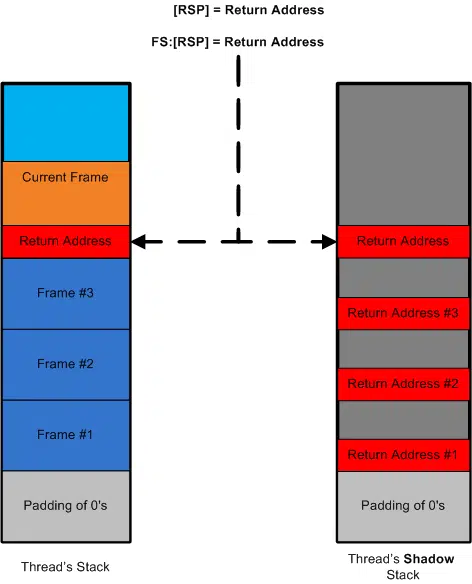 [RSP] = Return Address
FS:[RSP] = Return Address
Current Frame
Return Address
Frame #3
Frame #2
Frame #1
Padding of 0's
Thread's Stack
Return Address
Return Address #3
Return Address #2
Return Address #1
Padding of 0's
Thread's Shadow
Stack